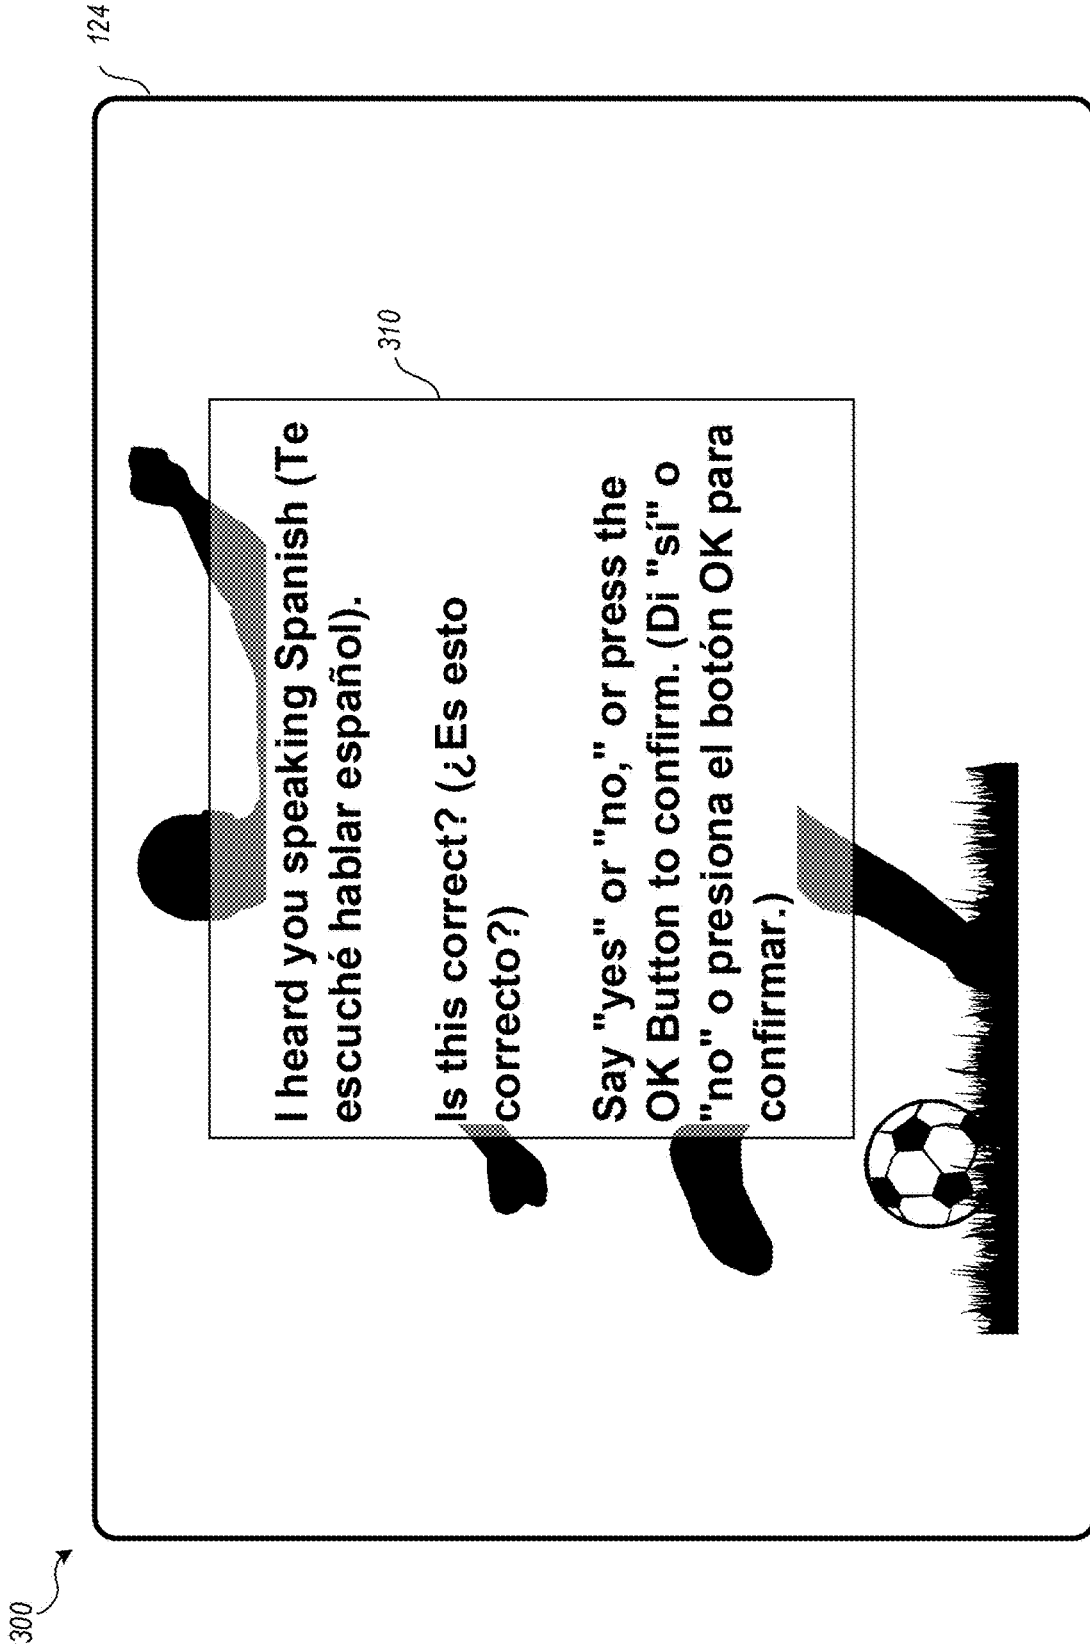 300
124
310
I heard you speaking Spanish (Te
escuché hablar español).
Is this correct? (¿Es esto
correcto?)
Say "yes" or "no," or press the
OK Button to confirm. (Di "sí" o
"no" o presiona el botón OK para
confirmar.)